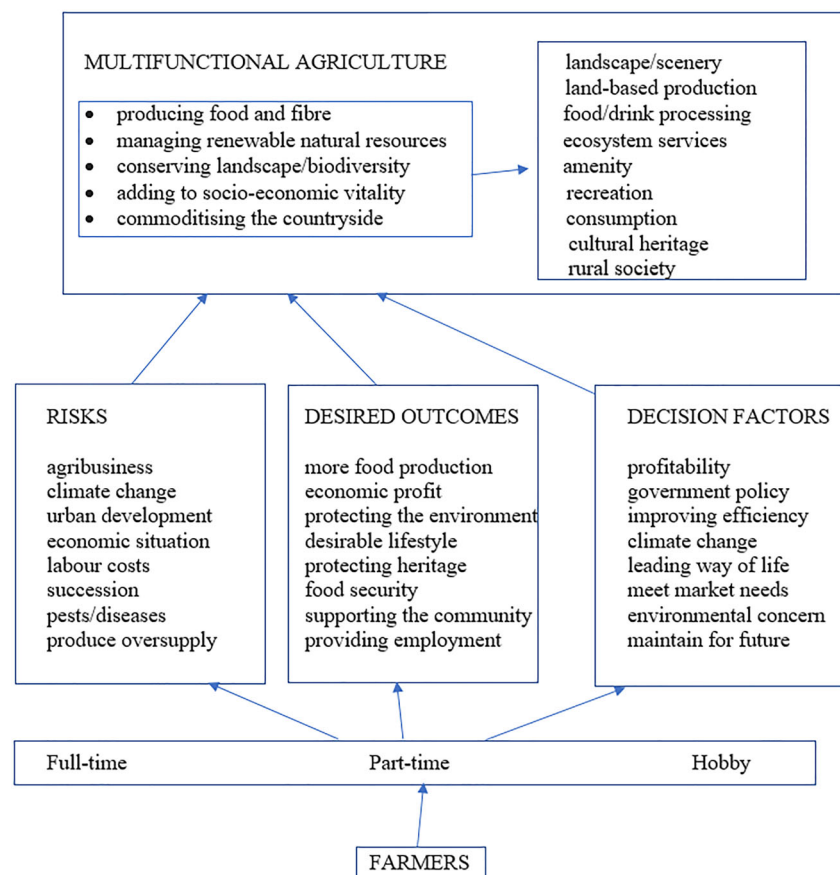 MULTIFUNCTIONAL AGRICULTURE
• producing food and fibre
• managing renewable natural resources
• conserving landscape/biodiversity
• adding to socio-economic vitality
• commoditising the countryside
landscape/scenery
land-based production
food/drink processing
ecosystem services
amenity
recreation
consumption
cultural heritage
rural society
RISKS
agribusiness
climate change
urban development
economic situation
labour costs
succession
pests/diseases
produce oversupply
DESIRED OUTCOMES
more food production
economic profit
protecting the environment
desirable lifestyle
protecting heritage
food security
supporting the community
providing employment
DECISION FACTORS
profitability
government policy
improving efficiency
climate change
leading way of life
meet market needs
environmental concern
maintain for future
Full-time
Part-time
Hobby
FARMERS